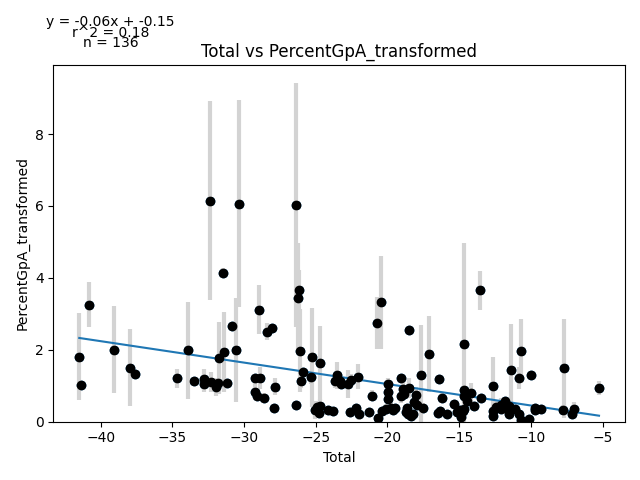 y = -0.06x + -0.15
r^2 = 0.18
n = 136
Total vs PercentGpA_transformed
PercentGpA_transformed
8
6
4
2
0
−40
−35
−30
−25
−20
−15
−10
−5
Total